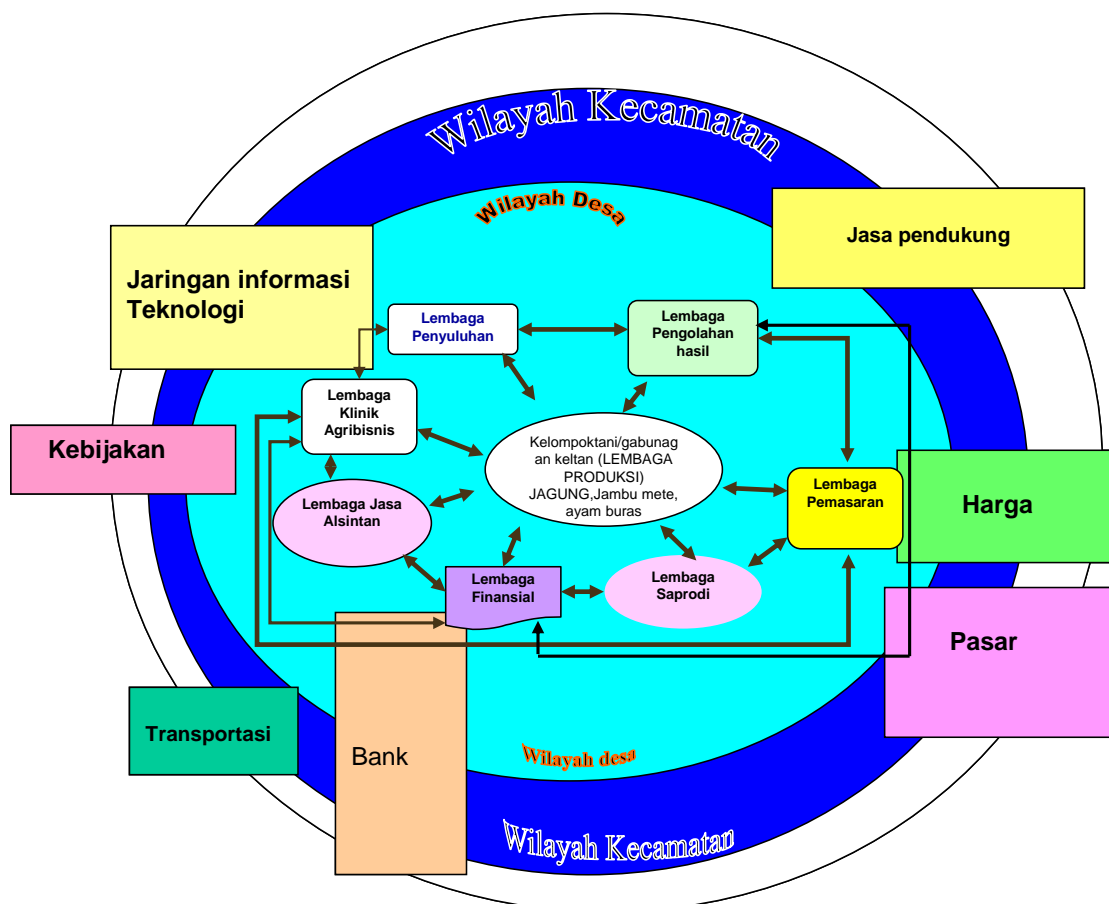 Wilayah Kecamatan
Wilayah Desa
Jasa pendukung
Jaringan informasi
Teknologi
Lembaga
Penyuluhan
Lembaga
Pengolahan
hasil
Lembaga
Klinik
Agribisnis
Kebijakan
Kelompoktani/gabunag
an keltan (LEMBAGA
PRODUKSI)
JAGUNG,Jambu mete,
ayam buras
Lembaga
Pemasaran
Harga
Lembaga Jasa
Alsintan
Lembaga
Finansial
Lembaga
Saprodi
Pasar
Transportasi
Bank
Wilayah desa
Wilayah Kecamatan